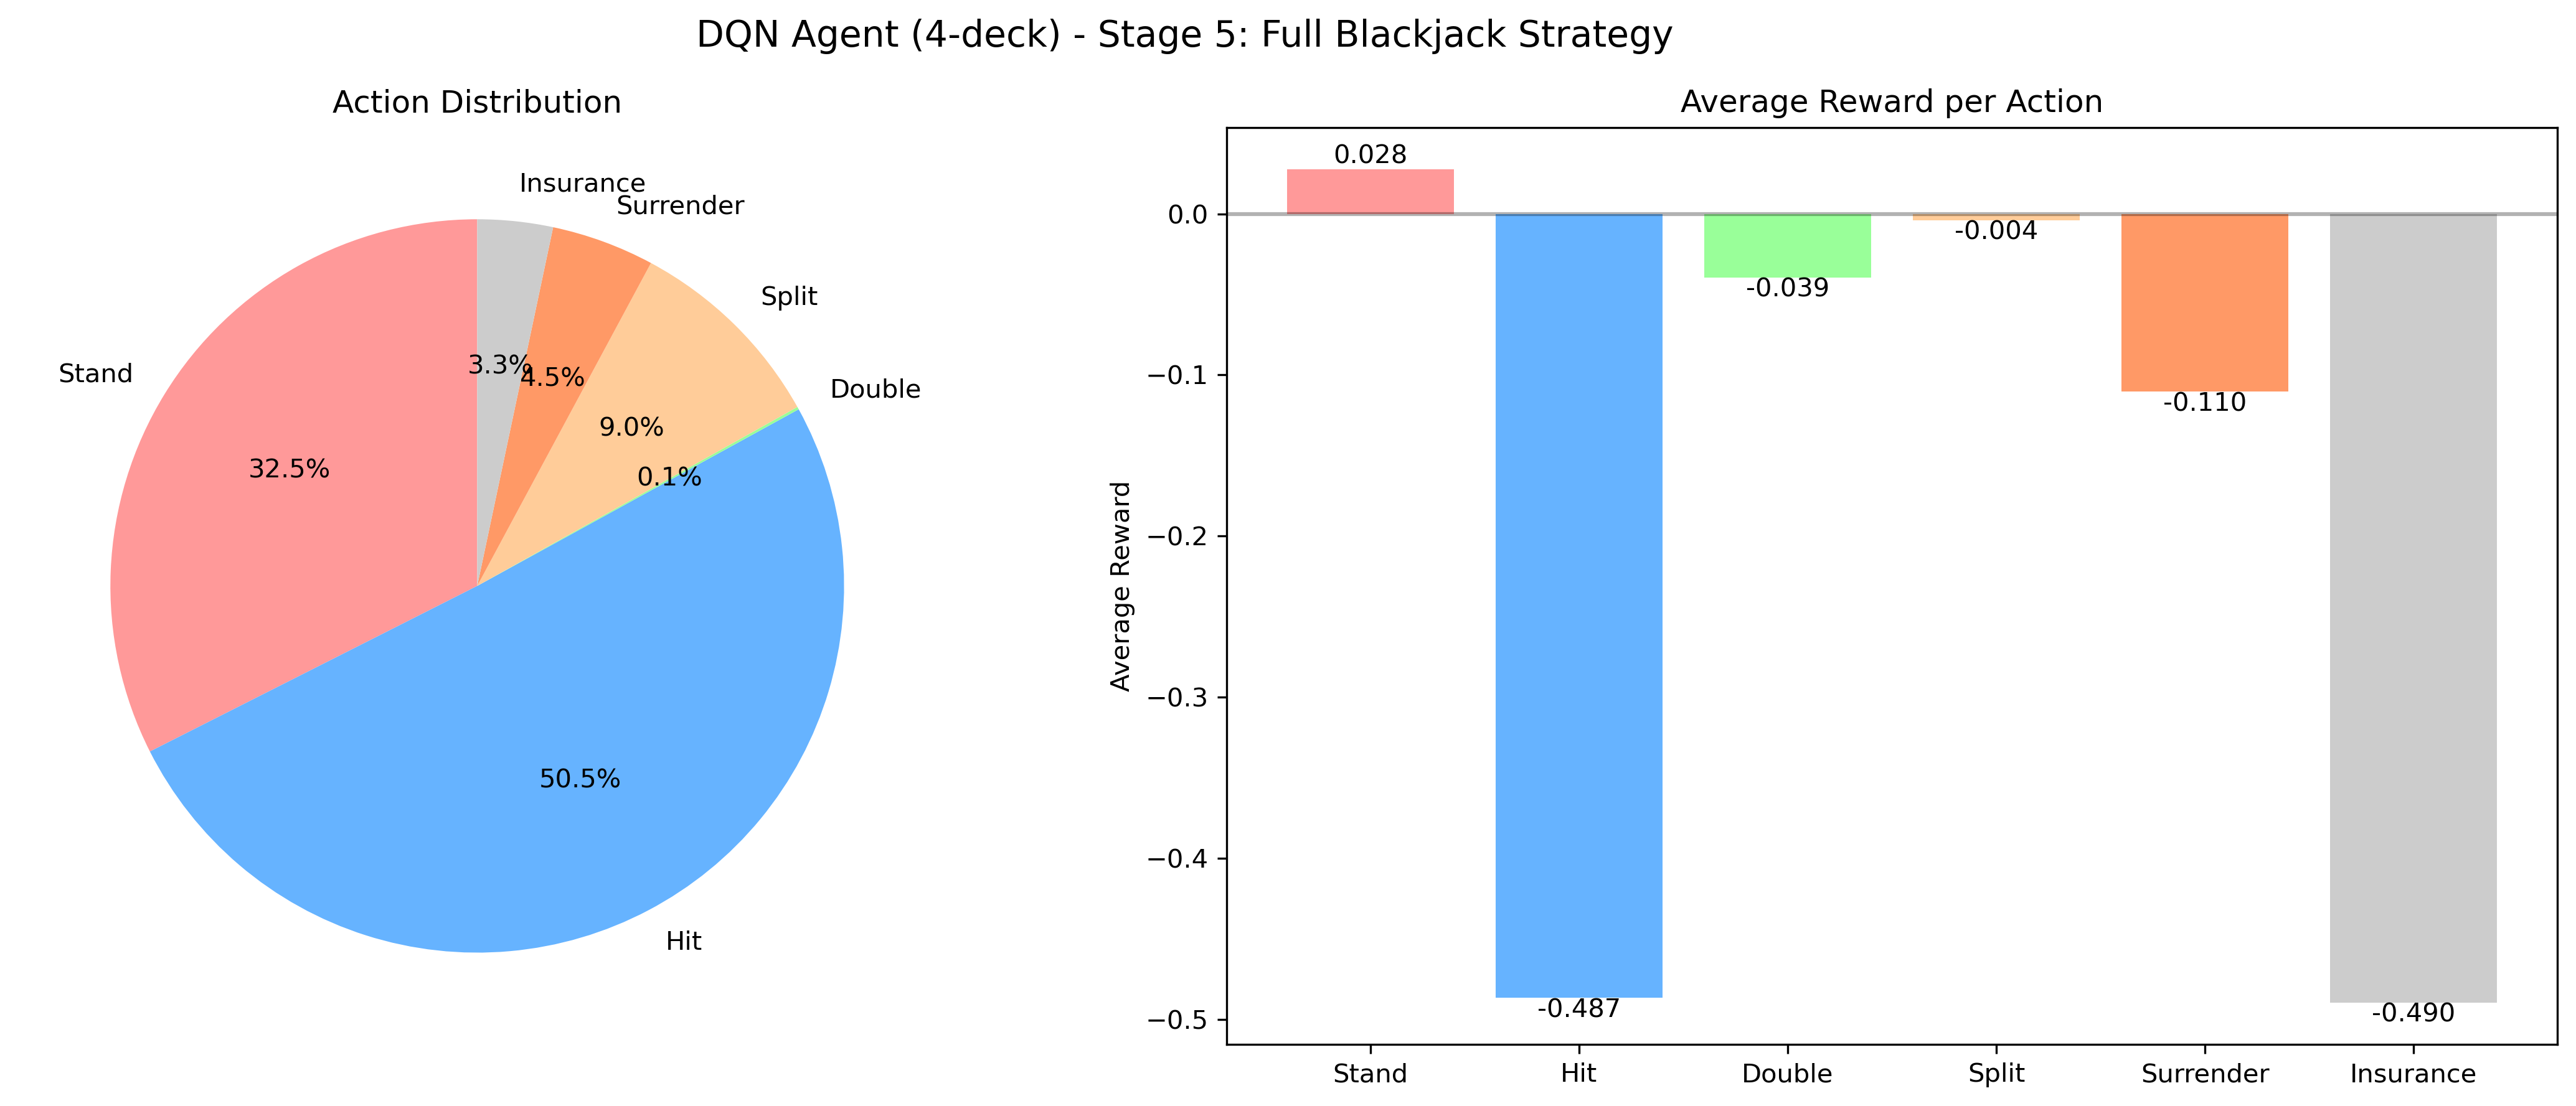 DQN Agent (4-deck) - Stage 5: Full Blackjack Strategy
Action Distribution
Insurance
Surrender
Split
Double
Stand
Hit
3.3%
4.5%
9.0%
0.1%
32.5%
50.5%
Average Reward per Action
Average Reward
0.0
−0.1
−0.2
−0.3
−0.4
−0.5
0.028
-0.487
-0.039
-0.004
-0.110
-0.490
Stand
Hit
Double
Split
Surrender
Insurance